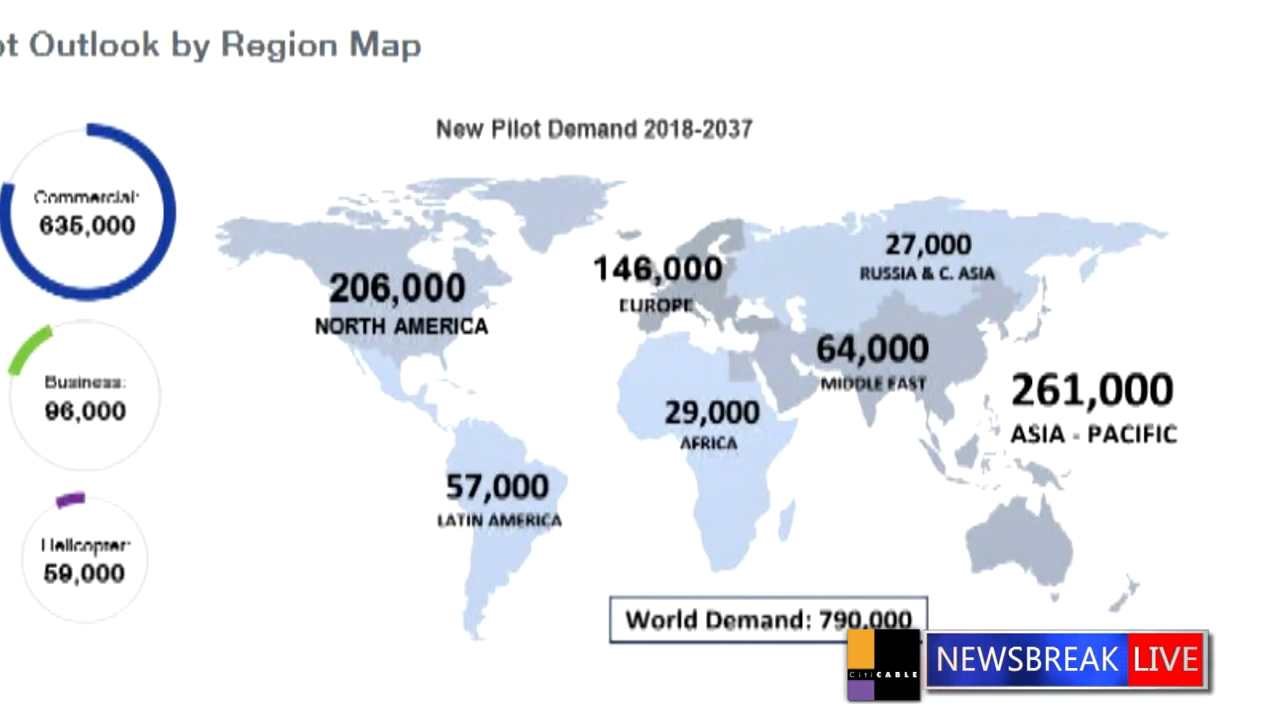 ot Outlook by Region Map
New Pilot Demand 2018-2037
Commercial:
635,000
Business:
96,000
Helicopter:
59,000
206,000
NORTH AMERICA
146,000
EUROPE
27,000
RUSSIA & C. ASIA
64,000
MIDDLE EAST
261,000
ASIA - PACIFIC
29,000
AFRICA
57,000
LATIN AMERICA
World Demand: 790,000
CitiCABLE
NEWSBREAK LIVE